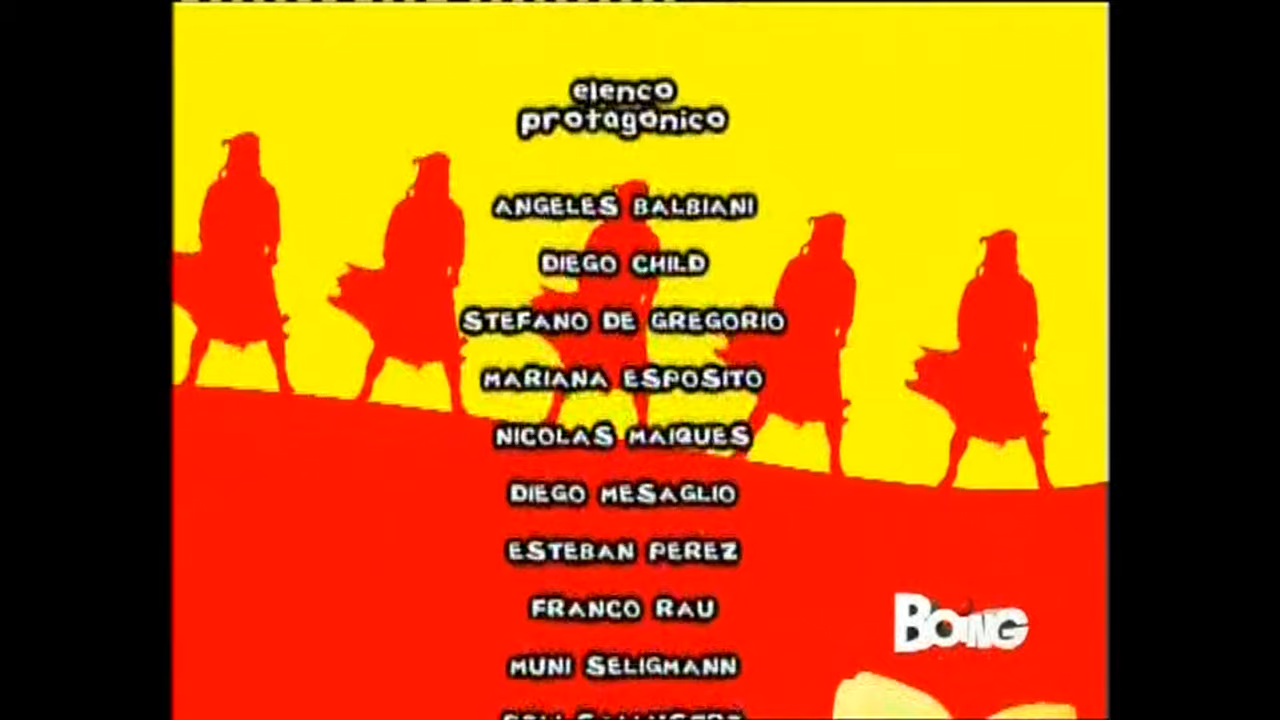 elenco
protagónico
ANGELES BALBIANI
DIEGO CHILD
STEFANO DE GREGORIO
MARIANA ESPOSITO
NICOLAS MAIQUES
DIEGO MESAGLIO
ESTEBAN PEREZ
FRANCO RAU
MUNI SELIGMANN
BOING